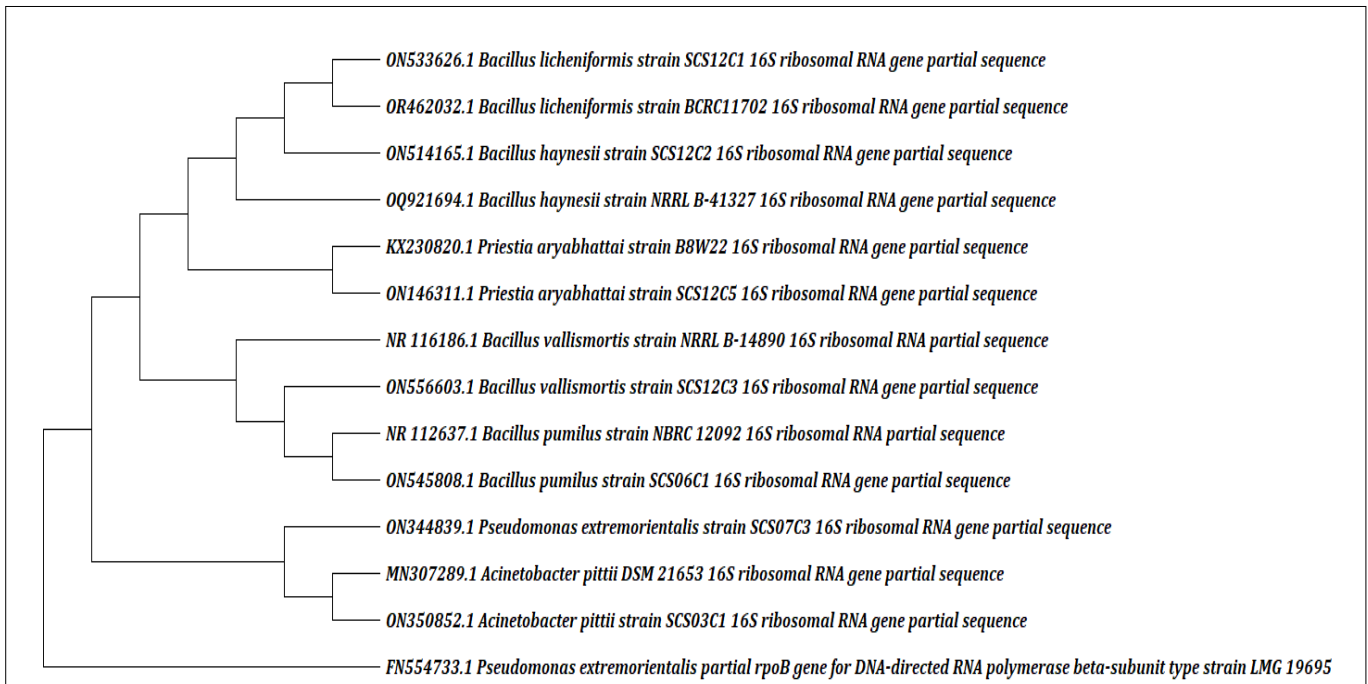 ON533626.1 Bacillus licheniformis strain SCS12C1 16S ribosomal RNA gene partial sequence
OR462032.1 Bacillus licheniformis strain BCRC11702 16S ribosomal RNA gene partial sequence
ON514165.1 Bacillus haynesii strain SCS12C2 16S ribosomal RNA gene partial sequence
OQ921694.1 Bacillus haynesii strain NRRL B-41327 16S ribosomal RNA gene partial sequence
KX230820.1 Priestia aryabhattai strain B8W22 16S ribosomal RNA gene partial sequence
ON146311.1 Priestia aryabhattai strain SCS12C5 16S ribosomal RNA gene partial sequence
NR 116186.1 Bacillus vallismortis strain NRRL B-14890 16S ribosomal RNA partial sequence
ON556603.1 Bacillus vallismortis strain SCS12C3 16S ribosomal RNA gene partial sequence
NR 112637.1 Bacillus pumilus strain NBRC 12092 16S ribosomal RNA partial sequence
ON545808.1 Bacillus pumilus strain SCS06C1 16S ribosomal RNA gene partial sequence
ON344839.1 Pseudomonas extremorientalis strain SCS07C3 16S ribosomal RNA gene partial sequence
MN307289.1 Acinetobacter pittii DSM 21653 16S ribosomal RNA gene partial sequence
ON350852.1 Acinetobacter pittii strain SCS03C1 16S ribosomal RNA gene partial sequence
FN554733.1 Pseudomonas extremorientalis partial rpoB gene for DNA-directed RNA polymerase beta-subunit type strain LMG 19695